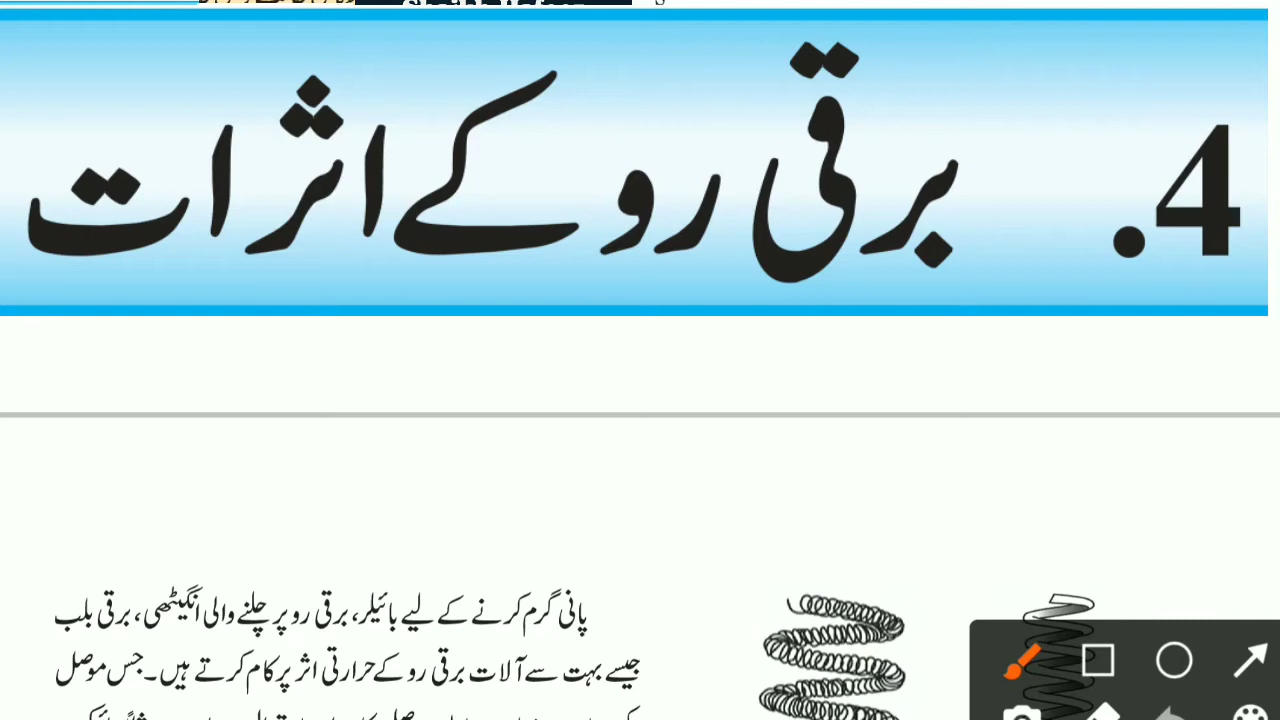 4. برقی رو کے اثرات
پانی گرم کرنے کے لیے بائیلر، برقی رو پر چلنے والی انگیٹھی، برقی بلب
جیسے بہت سے آلات برقی رو کے حرارتی اثر پر کام کرتے ہیں۔ جس موصل